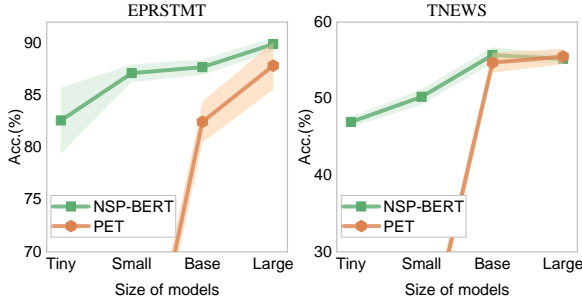 EPRSTMT
Acc.(%)
90
85
80
75
70
NSP-BERT
PET
Tiny Small Base Large
Size of models
TNEWS
Acc.(%)
60
50
40
30
NSP-BERT
PET
Tiny Small Base Large
Size of models